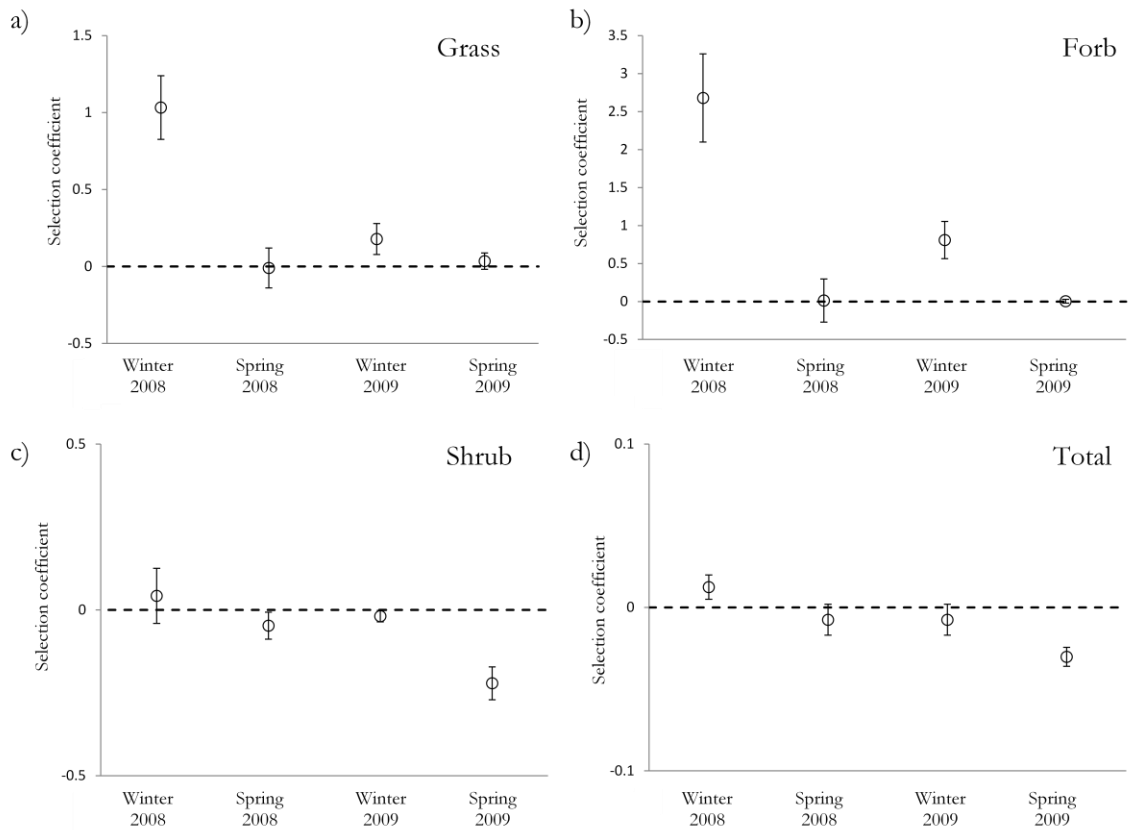 a)
Grass
Selection coefficient
1.5
1
0.5
0
-0.5
Winter
2008
Spring
2008
Winter
2009
Spring
2009
b)
Forb
Selection coefficient
3.5
3
2.5
2
1.5
1
0.5
0
-0.5
Winter
2008
Spring
2008
Winter
2009
Spring
2009
c)
Shrub
Selection coefficient
0.5
0
-0.5
Winter
2008
Spring
2008
Winter
2009
Spring
2009
d)
Total
Selection coefficient
0.1
0
-0.1
Winter
2008
Spring
2008
Winter
2009
Spring
2009